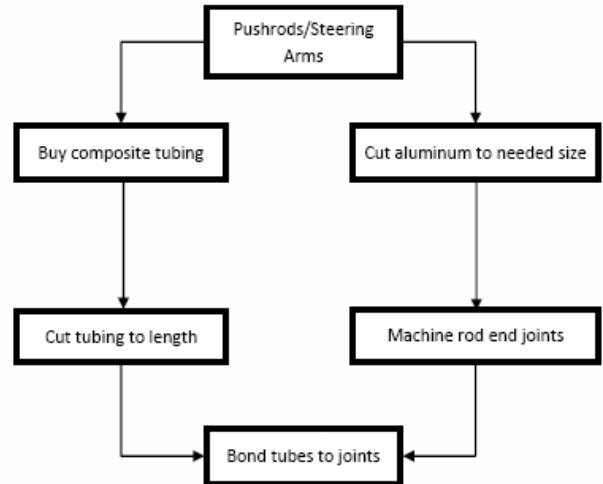 Pushrods/Steering
Arms
Buy composite tubing
Cut aluminum to needed size
Cut tubing to length
Machine rod end joints
Bond tubes to joints